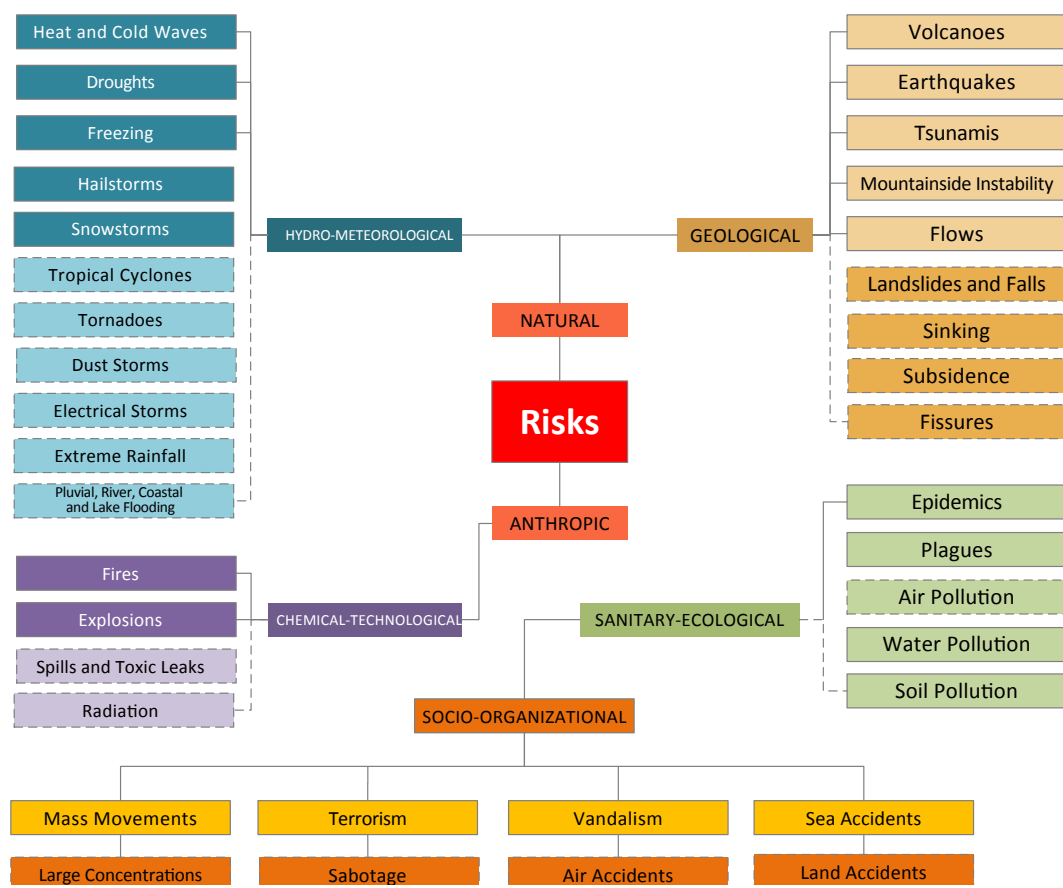 Heat and Cold Waves
Droughts
Freezing
Hailstorms
Snowstorms
Tropical Cyclones
Tornadoes
Dust Storms
Electrical Storms
Extreme Rainfall
Pluvial, River, Coastal
and Lake Flooding
HYDRO-METEOROLOGICAL
GEOLOGICAL
Volcanoes
Earthquakes
Tsunamis
Mountainside Instability
Flows
Landslides and Falls
Sinking
Subsidence
Fissures
NATURAL
Risks
ANTHROPIC
Fires
Explosions
Spills and Toxic Leaks
Radiation
CHEMICAL-TECHNOLOGICAL
SANITARY-ECOLOGICAL
Epidemics
Plagues
Air Pollution
Water Pollution
Soil Pollution
SOCIO-ORGANIZATIONAL
Mass Movements
Terrorism
Vandalism
Sea Accidents
Large Concentrations
Sabotage
Air Accidents
Land Accidents